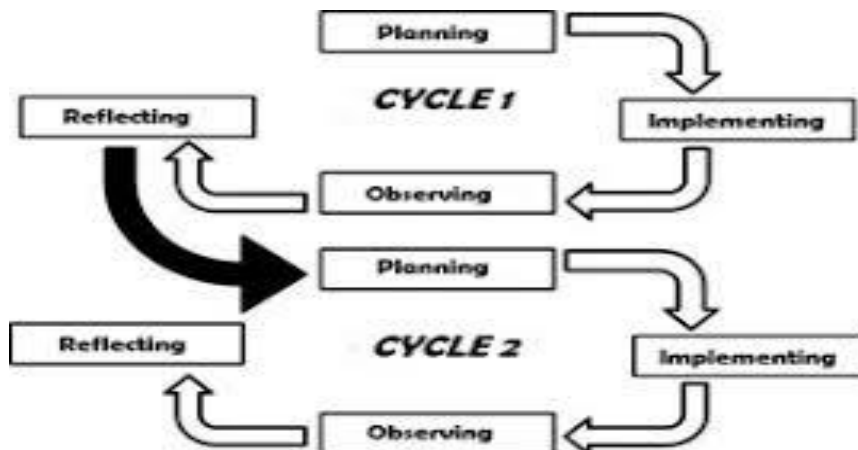 Planning
CYCLE 1
Reflecting
Implementing
Observing
Planning
CYCLE 2
Reflecting
Implementing
Observing